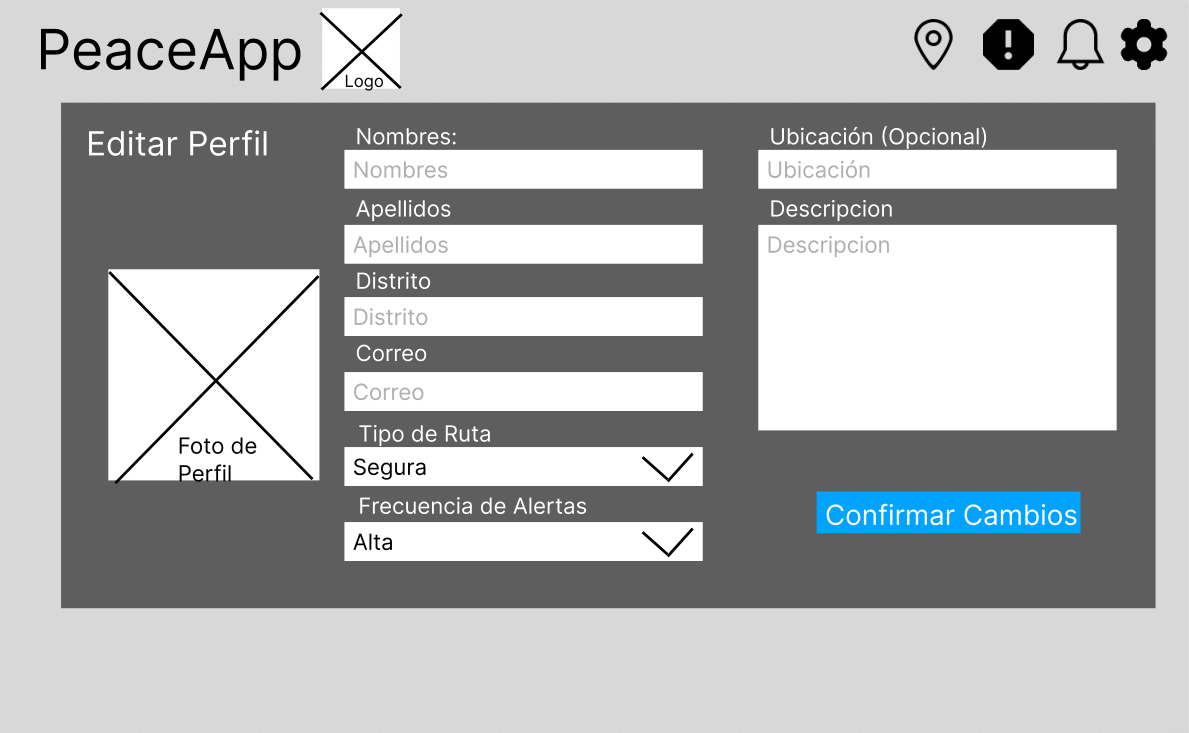 PeaceApp
Logo
Editar Perfil
Foto de
Perfil
Nombres:
Nombres
Apellidos
Apellidos
Distrito
Distrito
Correo
Correo
Tipo de Ruta
Segura
Frecuencia de Alertas
Alta
Ubicación (Opcional)
Ubicación
Descripcion
Descripcion
Confirmar Cambios